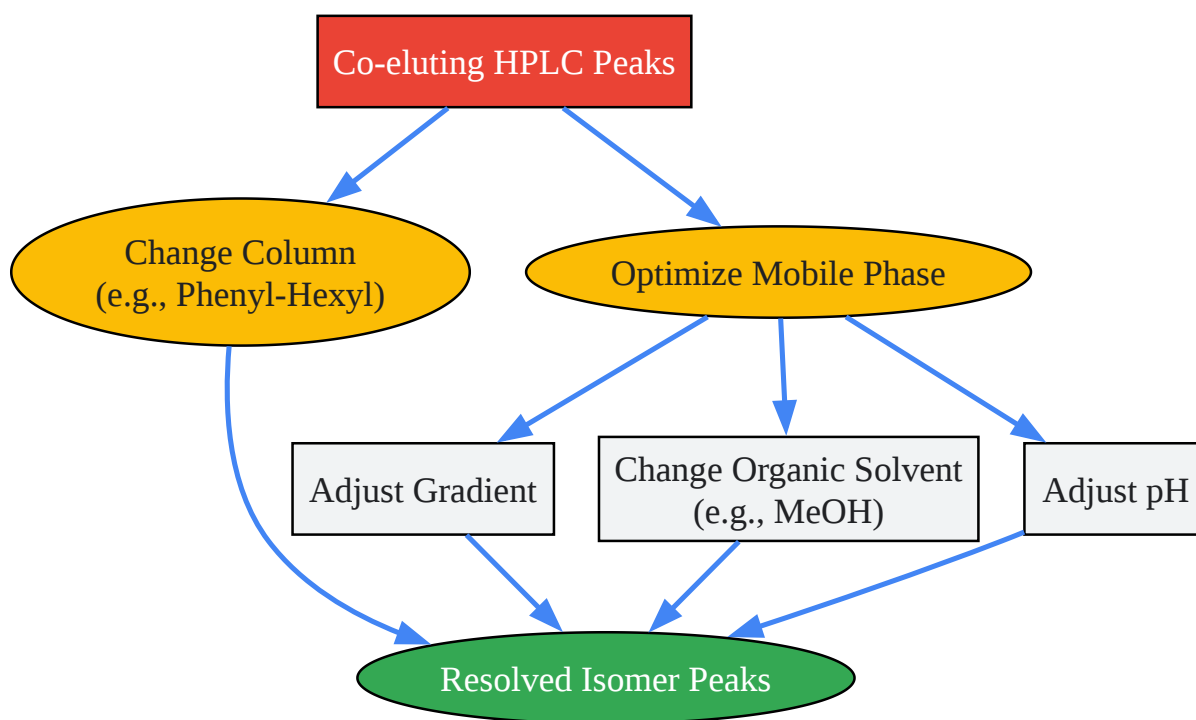 Co-eluting HPLC Peaks
Change Column
(e.g., Phenyl-Hexyl)
Optimize Mobile Phase
Adjust Gradient
Change Organic Solvent
(e.g., MeOH)
Adjust pH
Resolved Isomer Peaks